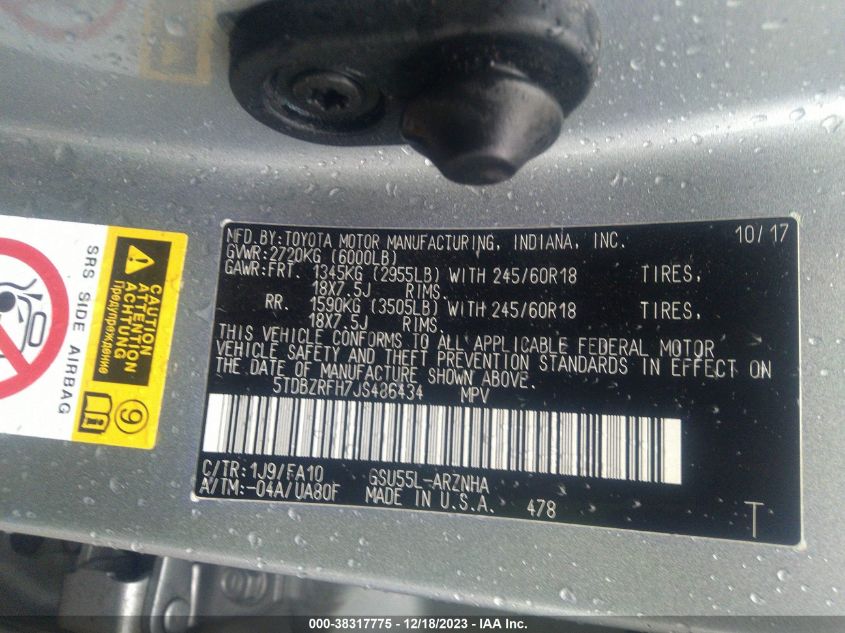 MFD.BY:TOYOTA MOTOR MANUFACTURING, INDIANA, INC. 10/17
GVWR:2720KG (6000LB)
GAWR:FRT. 1345KG (2955LB) WITH 245/60R18 TIRES,
18X7.5J RIMS.
RR. 1590KG (3505LB) WITH 245/60R18 TIRES,
18X7.5J RIMS.
THIS VEHICLE CONFORMS TO ALL APPLICABLE FEDERAL MOTOR
VEHICLE SAFETY AND THEFT PREVENTION STANDARDS IN EFFECT ON
THE DATE OF MANUFACTURE SHOWN ABOVE.
5TDBZRFH7JS486434 MPV
C/TR:1J9/FA10 GSU55L-ARZNHA
A/TM:-04A/UA80F MADE IN U.S.A. 478
T
SRS SIDE AIRBAG
CAUTION
ATTENTION
ACHTUNG
Предупреждение
9
000-38317775 - 12/18/2023 - IAA Inc.